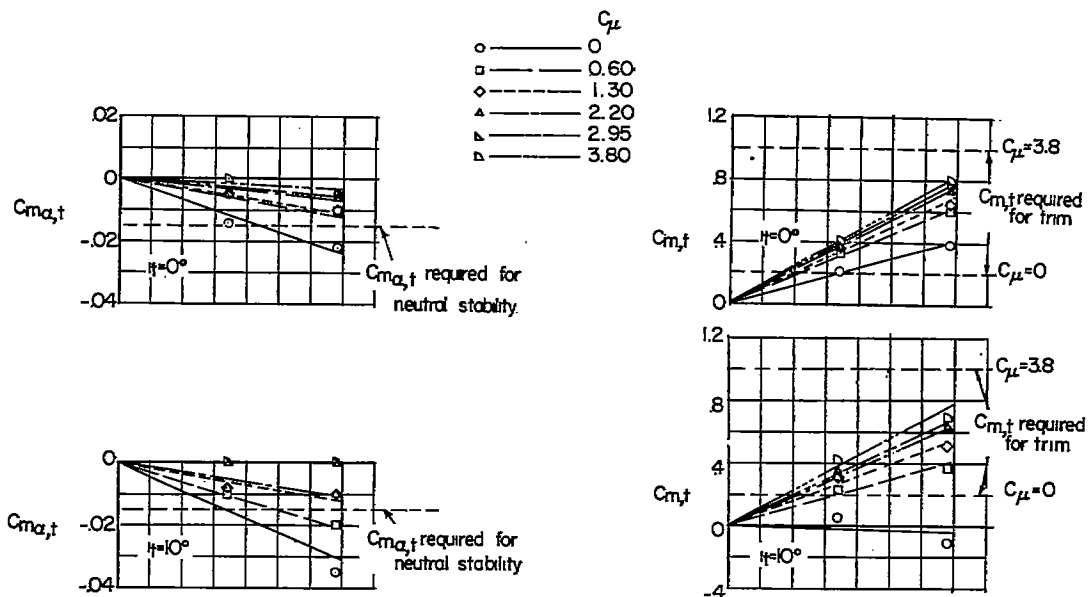 Cμ
0
0.60
1.30
2.20
2.95
3.80
.02
0
-.02
-.04
Cmα,t
it=0°
Cmα,t required for
neutral stability.
1.2
.8
.4
0
Cm,t
it=0°
Cμ=3.8
Cm,t required
for trim
Cμ=0
0
-.02
-.04
Cmα,t
it=10°
Cmα,t required for
neutral stability
1.2
.8
.4
0
-.4
Cm,t
it=10°
Cμ=3.8
Cm,t required
for trim
Cμ=0